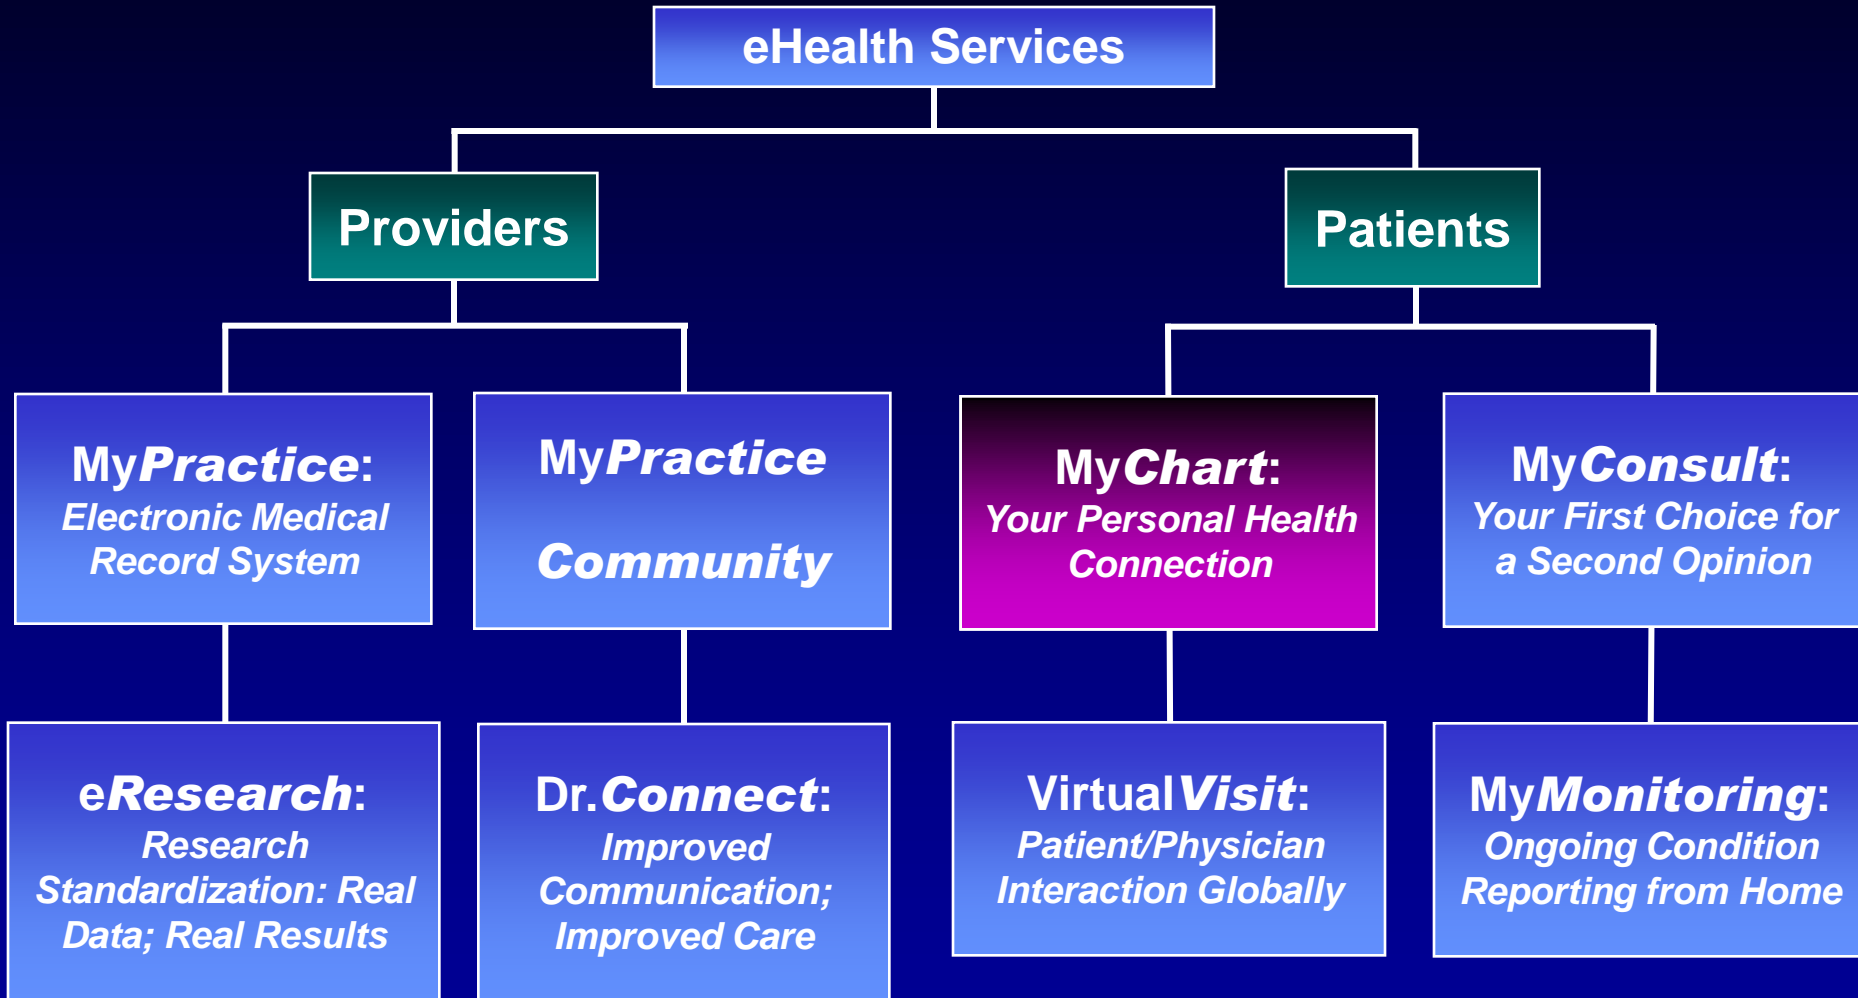 eHealth Services
Providers
Patients
MyPractice:
Electronic Medical
Record System
MyPractice
Community
MyChart:
Your Personal Health
Connection
MyConsult:
Your First Choice for
a Second Opinion
eResearch:
Research
Standardization: Real
Data; Real Results
Dr.Connect:
Improved
Communication;
Improved Care
VirtualVisit:
Patient/Physician
Interaction Globally
MyMonitoring:
Ongoing Condition
Reporting from Home